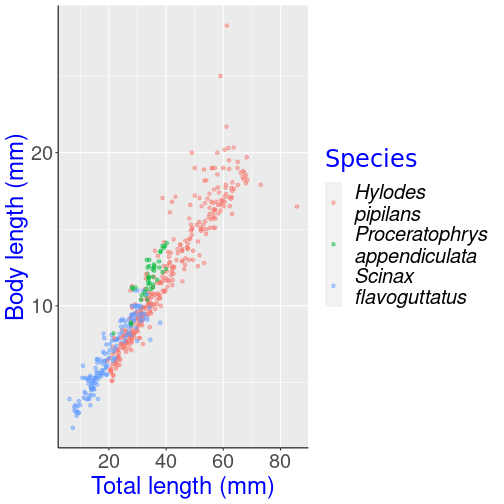 Body length (mm)
20
10
20
40
60
80
Total length (mm)
Species
Hylodes
pipilans
Proceratophrys
appendiculata
Scinax
flavoguttatus